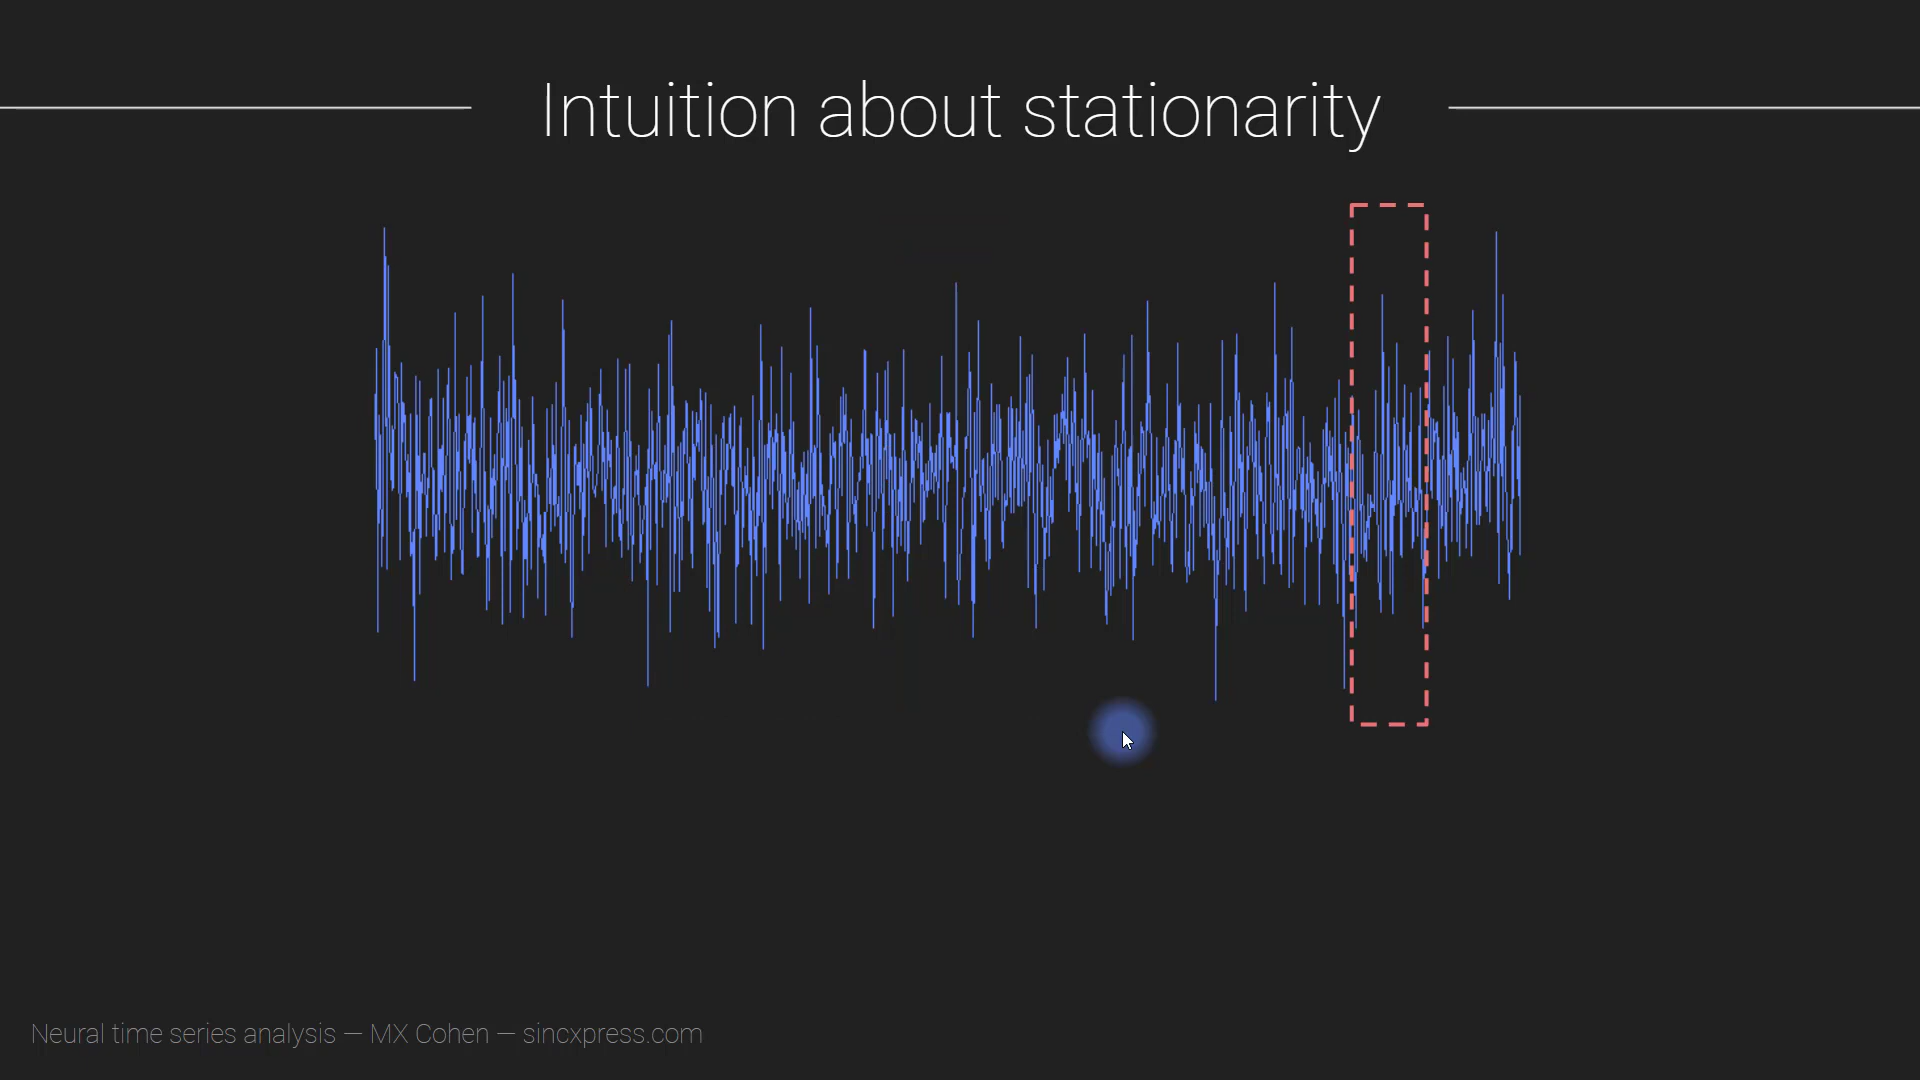 Intuition about stationarity
Neural time series analysis — MX Cohen — sincxpress.com